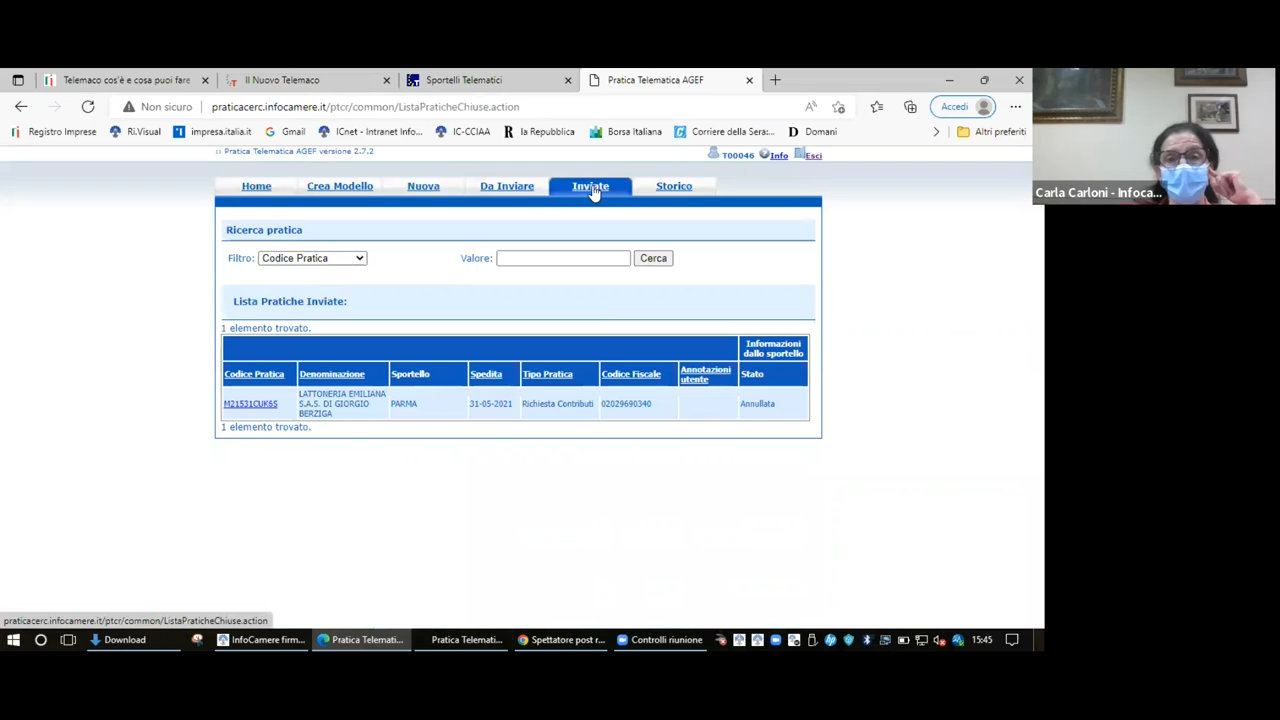 Telemaco cos'è e cosa puoi fare
Il Nuovo Telemaco
Sportelli Telematici
Pratica Telematica AGEF
Non sicuro
praticacerc.infocamere.it/ptcr/common/ListaPraticheChiuse.action
Accedi
Registro Imprese
Ri.Visual
impresa.italia.it
Gmail
ICnet - Intranet Info...
IC-CCIAA
la Repubblica
Borsa Italiana
Corriere della Sera:...
Domani
Altri preferiti
:: Pratica Telematica AGEF versione 2.7.2
T00046 Info Esci
Home
Crea Modello
Nuova
Da Inviare
Inviate
Storico
Ricerca pratica
Filtro: Codice Pratica
Valore:
Cerca
Lista Pratiche Inviate:
1 elemento trovato.
Informazioni
dallo sportello
Codice Pratica
Denominazione
Sportello
Spedita
Tipo Pratica
Codice Fiscale
Annotazioni
utente
Stato
M21531CUK6S
LATTONERIA EMILIANA
S.A.S. DI GIORGIO
BERZIGA
PARMA
31-05-2021
Richiesta Contributi
02029690340
Annullata
1 elemento trovato.
Carla Carloni - Infoca...
praticacerc.infocamere.it/ptcr/common/ListaPraticheChiuse.action
Download
InfoCamere firm...
Pratica Telemati...
Pratica Telemati...
Spettatore post r...
Controlli riunione
15:45